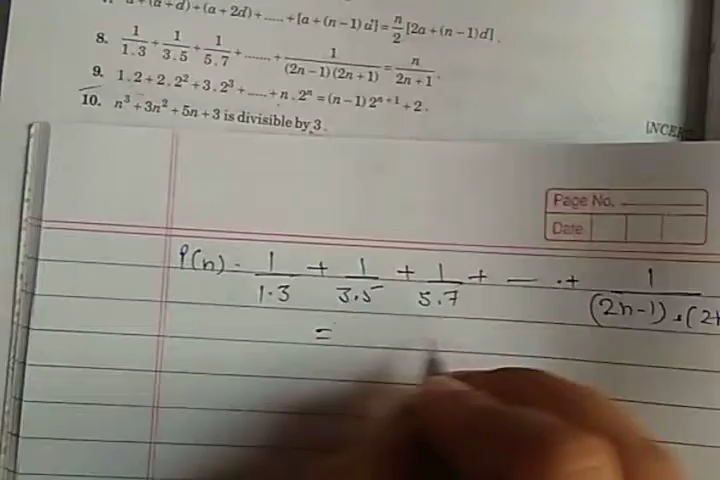 a+(a+d)+(a+2d)+......+[a+(n−1)d]=n/2[2a+(n−1)d].
8. 1/1.3+1/3.5+1/5.7+.......+1/(2n−1)(2n+1)=n/2n+1.
9. 1.2+2.2²+3.2³+......+n.2ⁿ=(n−1)2ⁿ⁺¹+2.
10. n³+3n²+5n+3 is divisible by 3.
[NCER
Page No.
Date
P(n) - 1/1.3 + 1/3.5 + 1/5.7 + — .+ 1/(2n-1).(2
=